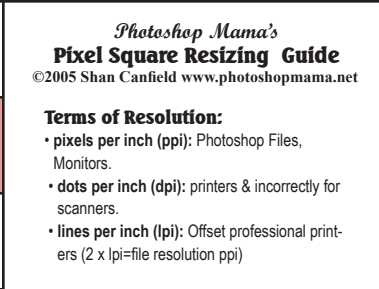 Photoshop Mama's
Pixel Square Resizing Guide
©2005 Shan Canfield www.photoshopmama.net
Terms of Resolution:
• pixels per inch (ppi): Photoshop Files,
Monitors.
• dots per inch (dpi): printers & incorrectly for
scanners.
• lines per inch (lpi): Offset professional print-
ers (2 x lpi=file resolution ppi)